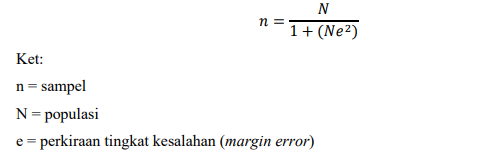 n = N / 1 + (Ne²)
Ket:
n = sampel
N = populasi
e = perkiraan tingkat kesalahan (margin error)